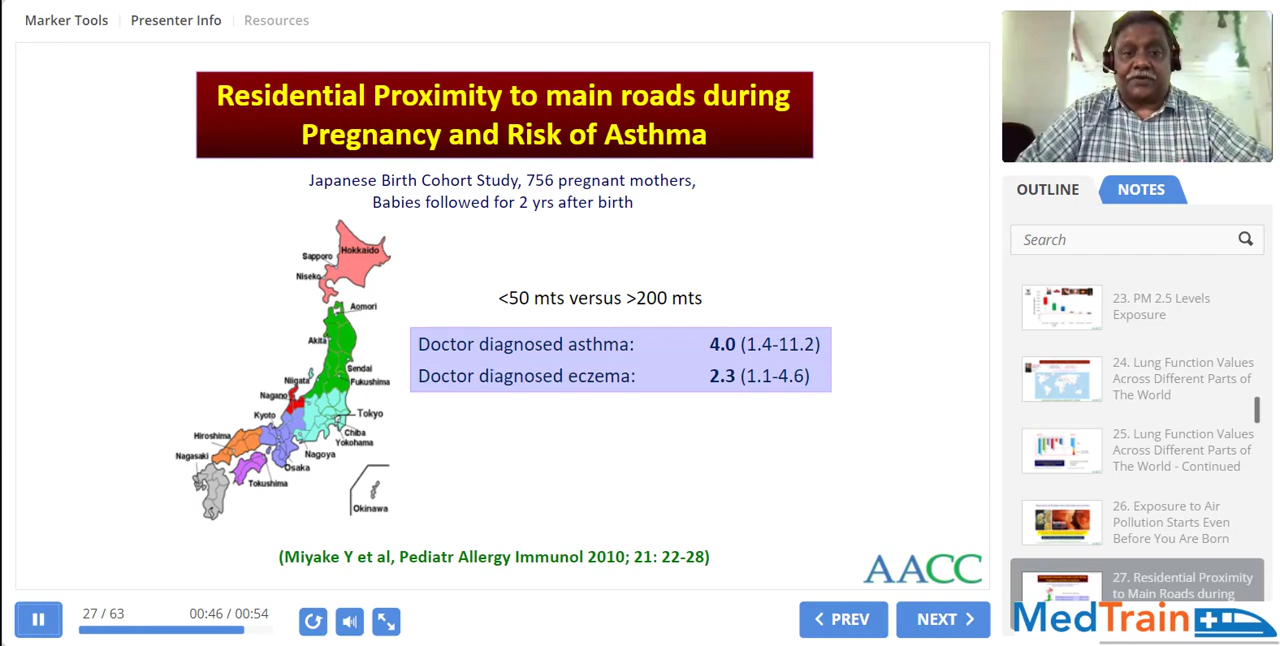 Marker Tools
Presenter Info
Resources
Residential Proximity to main roads during
Pregnancy and Risk of Asthma
Japanese Birth Cohort Study, 756 pregnant mothers,
Babies followed for 2 yrs after birth
Hokkaido
Sapporo
Niseko
Aomori
Akita
Sendai
Niigata
Fukushima
Nagano
Kyoto
Tokyo
Chiba
Hiroshima
Yokohama
Nagoya
Nagasaki
Osaka
Tokushima
Okinawa
<50 mts versus >200 mts
Doctor diagnosed asthma: 4.0 (1.4-11.2)
Doctor diagnosed eczema: 2.3 (1.1-4.6)
(Miyake Y et al, Pediatr Allergy Immunol 2010; 21: 22-28)
AACC
OUTLINE
NOTES
Search
23. PM 2.5 Levels
Exposure
24. Lung Function Values
Across Different Parts of
The World
25. Lung Function Values
Across Different Parts of
The World - Continued
26. Exposure to Air
Pollution Starts Even
Before You Are Born
27. Residential Proximity
to Main Roads during
MedTrain
27 / 63
00:46 / 00:54
PREV
NEXT